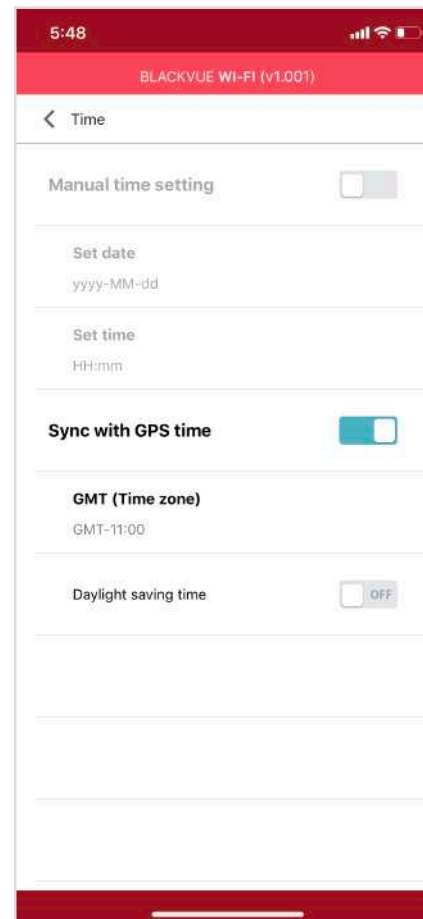 5:48
BLACKVUE WI-FI (v1.001)
Time
Manual time setting
Set date
yyyy-MM-dd
Set time
HH:mm
Sync with GPS time
GMT (Time zone)
GMT-11:00
Daylight saving time OFF